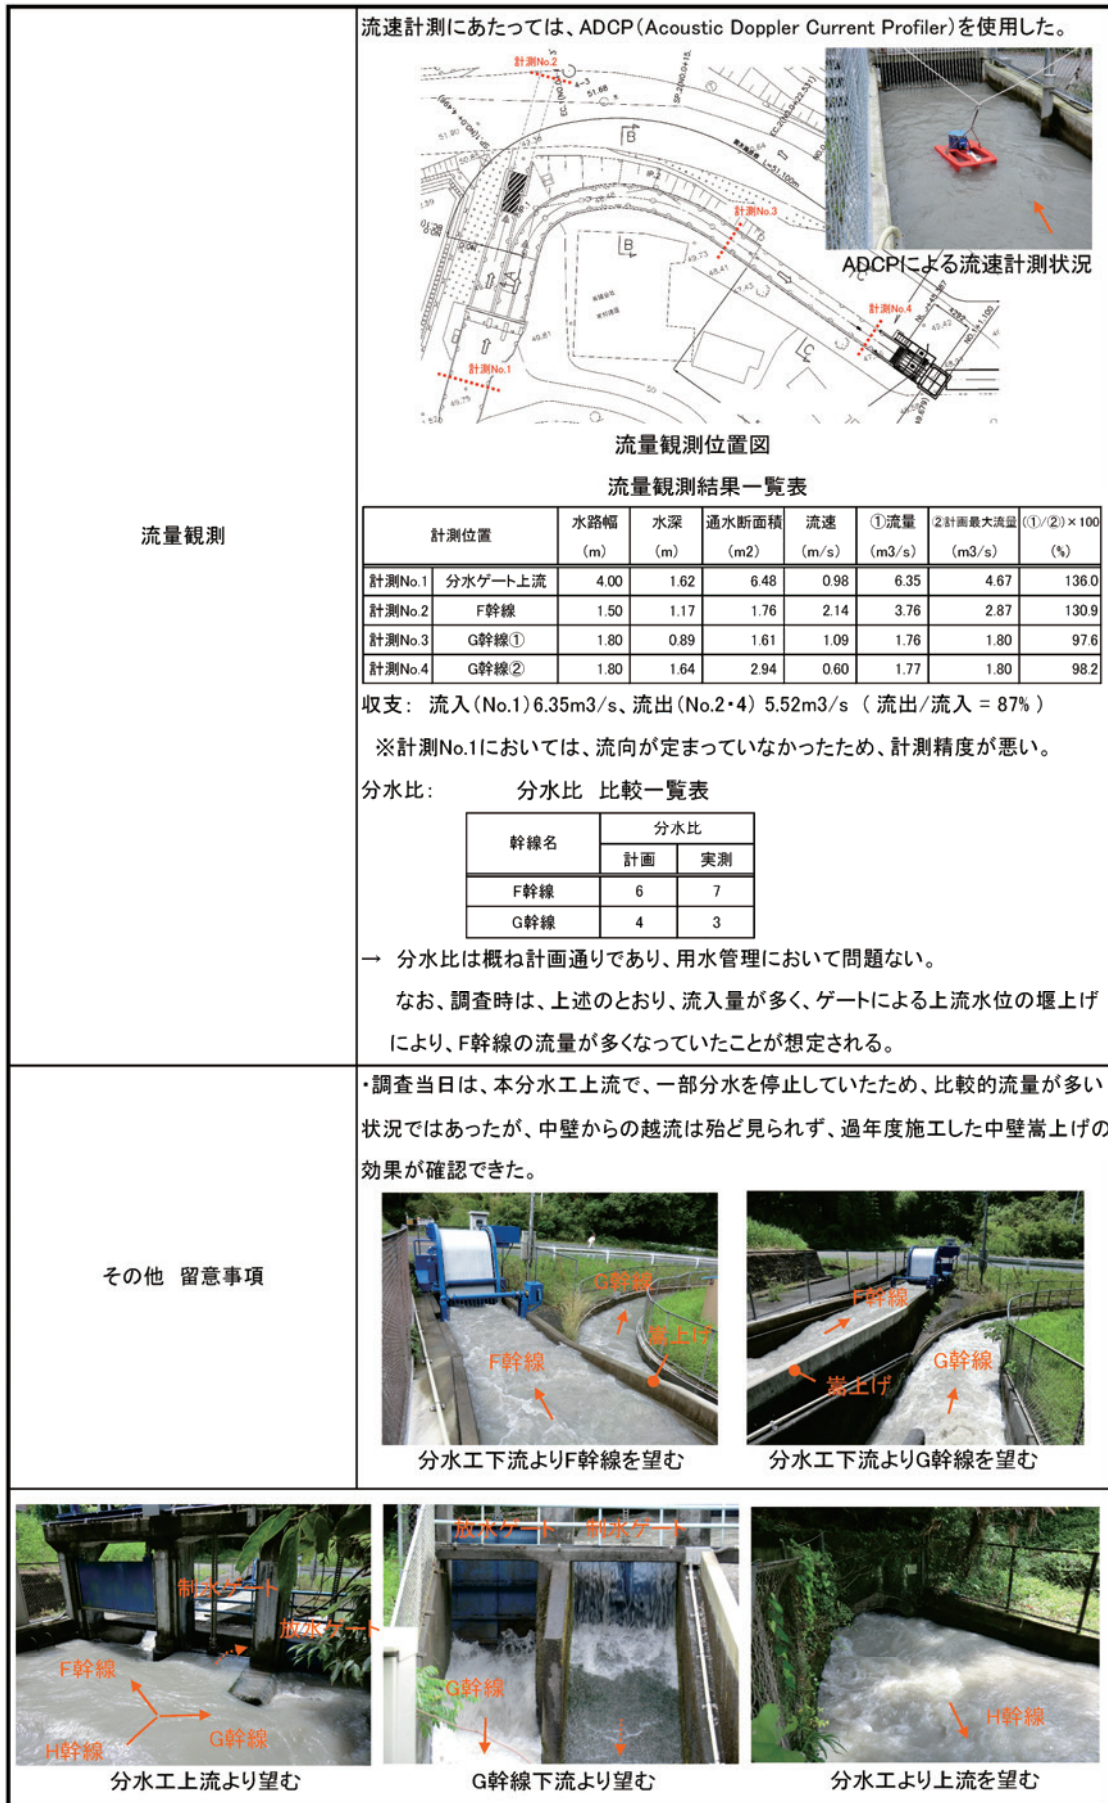 流速計測にあたっては、ADCP(Acoustic Doppler Current Profiler)を使用した。
計測No.2
計測No.3
計測No.4
計測No.1
B
B
C
IP.2
L=51.100m
51.68
49.73
48.41
47.43
49.81
49.75
50
ADCPによる流速計測状況
流量観測位置図
流量観測
流量観測結果一覧表
計測位置 水路幅 (m) 水深 (m) 通水断面積 (m2) 流速 (m/s) ①流量 (m3/s) ②計画最大流量 (m3/s) (①/②)×100 (%)
計測No.1 分水ゲート上流 4.00 1.62 6.48 0.98 6.35 4.67 136.0
計測No.2 F幹線 1.50 1.17 1.76 2.14 3.76 2.87 130.9
計測No.3 G幹線① 1.80 0.89 1.61 1.09 1.76 1.80 97.6
計測No.4 G幹線② 1.80 1.64 2.94 0.60 1.77 1.80 98.2
収支: 流入(No.1)6.35m3/s、流出(No.2・4) 5.52m3/s ( 流出/流入 = 87% )
※計測No.1においては、流向が定まっていなかったため、計測精度が悪い。
分水比: 分水比 比較一覧表
幹線名 分水比
計画 実測
F幹線 6 7
G幹線 4 3
→ 分水比は概ね計画通りであり、用水管理において問題ない。
なお、調査時は、上述のとおり、流入量が多く、ゲートによる上流水位の堰上げ
により、F幹線の流量が多くなっていたことが想定される。
その他 留意事項
・調査当日は、本分水工上流で、一部分水を停止していたため、比較的流量が多い
状況ではあったが、中壁からの越流は殆ど見られず、過年度施工した中壁嵩上げの
効果が確認できた。
G幹線
嵩上げ
F幹線
F幹線
G幹線
嵩上げ
分水工下流よりF幹線を望む
分水工下流よりG幹線を望む
制水ゲート
放水ゲート
F幹線
G幹線
H幹線
放水ゲート
制水ゲート
G幹線
H幹線
分水工上流より望む
G幹線下流より望む
分水工より上流を望む